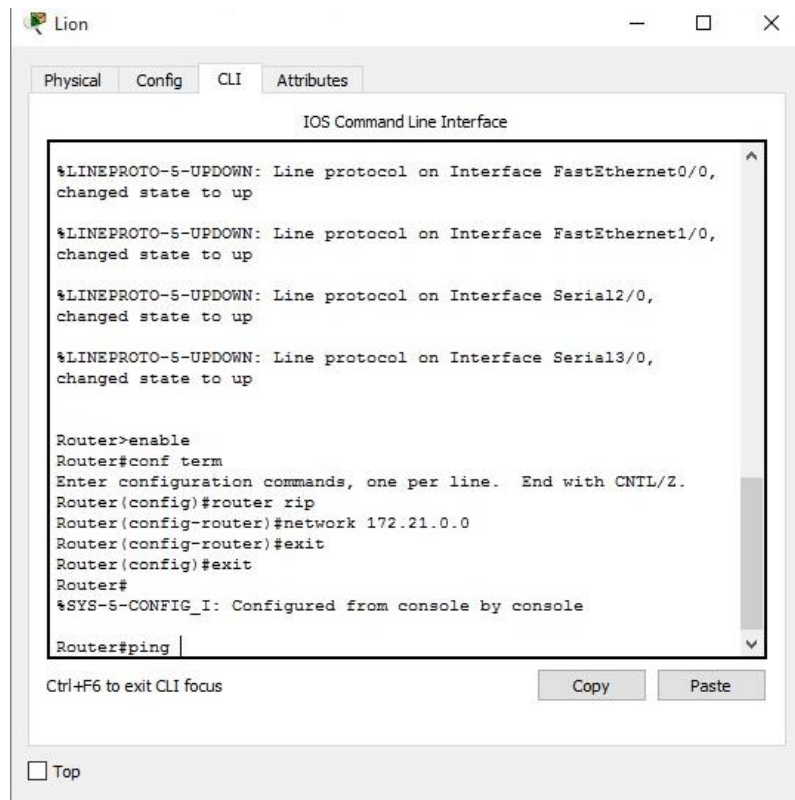 Lion
Physical Config CLI Attributes
IOS Command Line Interface
%LINEPROTO-5-UPDOWN: Line protocol on Interface FastEthernet0/0,
changed state to up
%LINEPROTO-5-UPDOWN: Line protocol on Interface FastEthernet1/0,
changed state to up
%LINEPROTO-5-UPDOWN: Line protocol on Interface Serial2/0,
changed state to up
%LINEPROTO-5-UPDOWN: Line protocol on Interface Serial3/0,
changed state to up
Router>enable
Router#conf term
Enter configuration commands, one per line.  End with CNTL/Z.
Router(config)#router rip
Router(config-router)#network 172.21.0.0
Router(config-router)#exit
Router(config)#exit
Router#
%SYS-5-CONFIG_I: Configured from console by console
Router#ping
Ctrl+F6 to exit CLI focus Copy Paste
Top